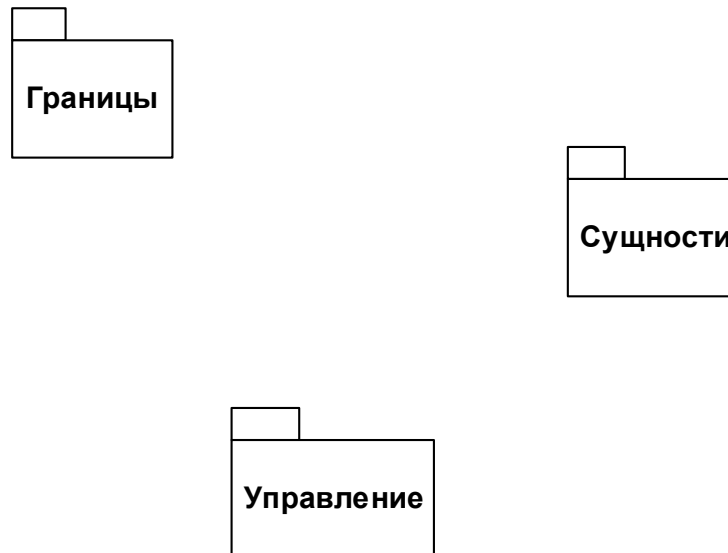 Границы
Сущности
Управление